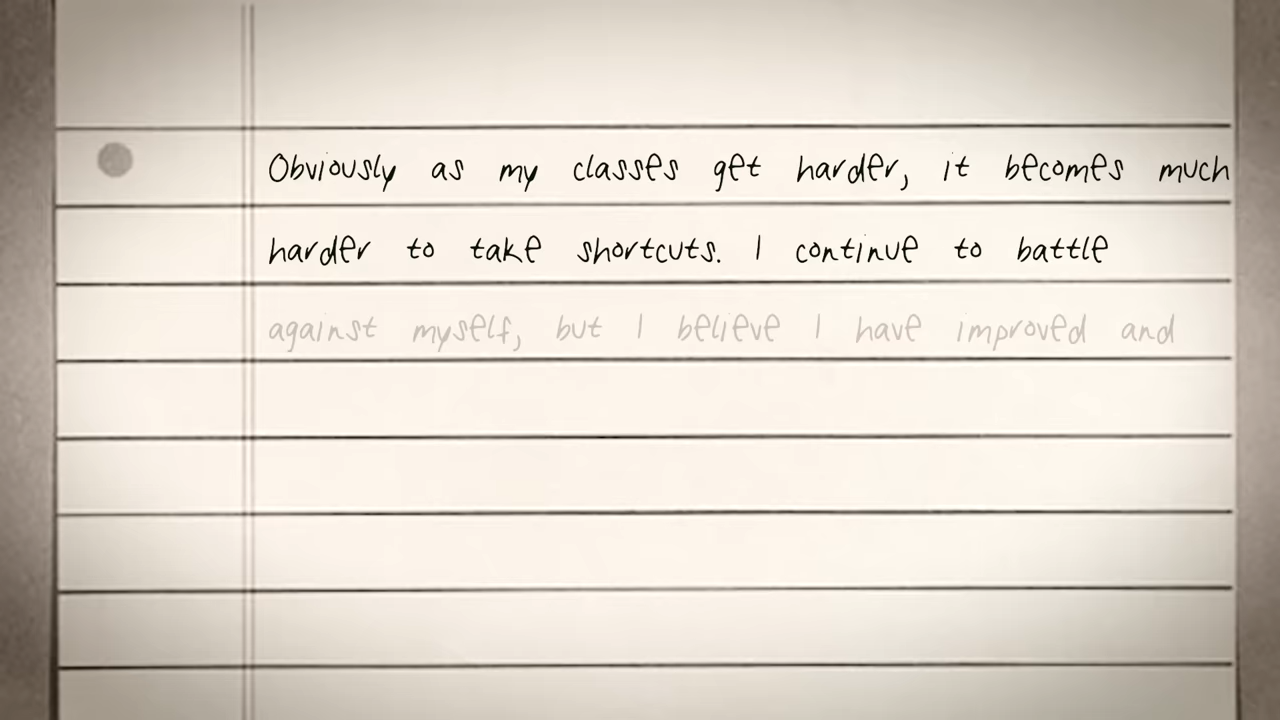 Obviously as my classes get harder, it becomes much
harder to take shortcuts. I continue to battle
against myself, but I believe I have improved and